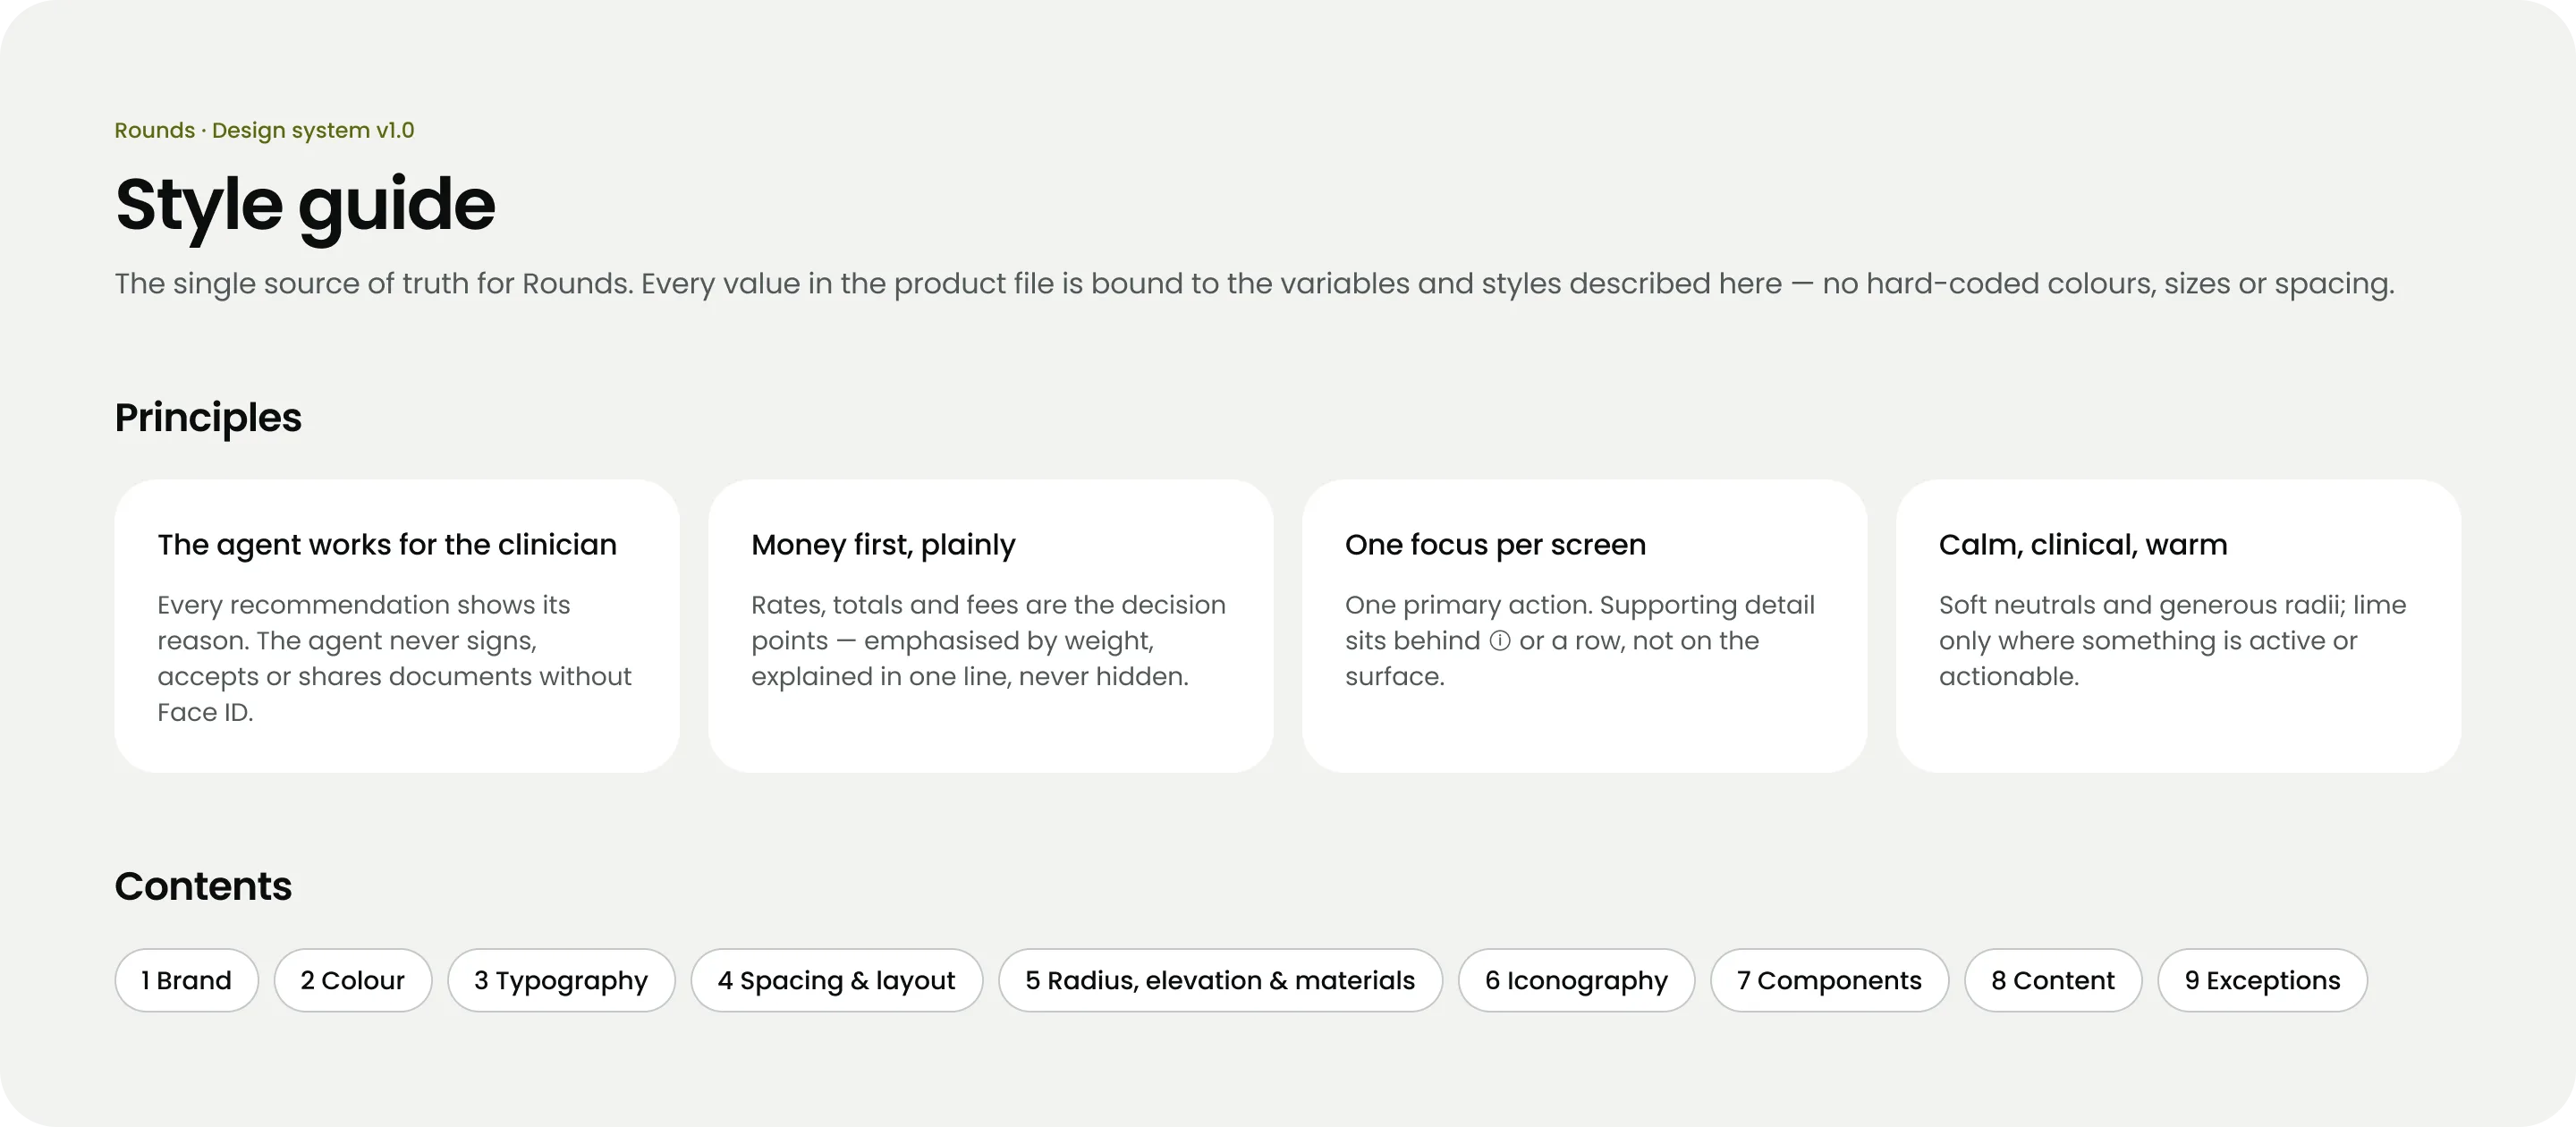 Rounds · Design system v1.0
Style guide
The single source of truth for Rounds. Every value in the product file is bound to the variables and styles described here — no hard-coded colours, sizes or spacing.
Principles
The agent works for the clinician
Every recommendation shows its
reason. The agent never signs,
accepts or shares documents without
Face ID.
Money first, plainly
Rates, totals and fees are the decision
points — emphasised by weight,
explained in one line, never hidden.
One focus per screen
One primary action. Supporting detail
sits behind ⓘ or a row, not on the
surface.
Calm, clinical, warm
Soft neutrals and generous radii; lime
only where something is active or
actionable.
Contents
1 Brand
2 Colour
3 Typography
4 Spacing & layout
5 Radius, elevation & materials
6 Iconography
7 Components
8 Content
9 Exceptions